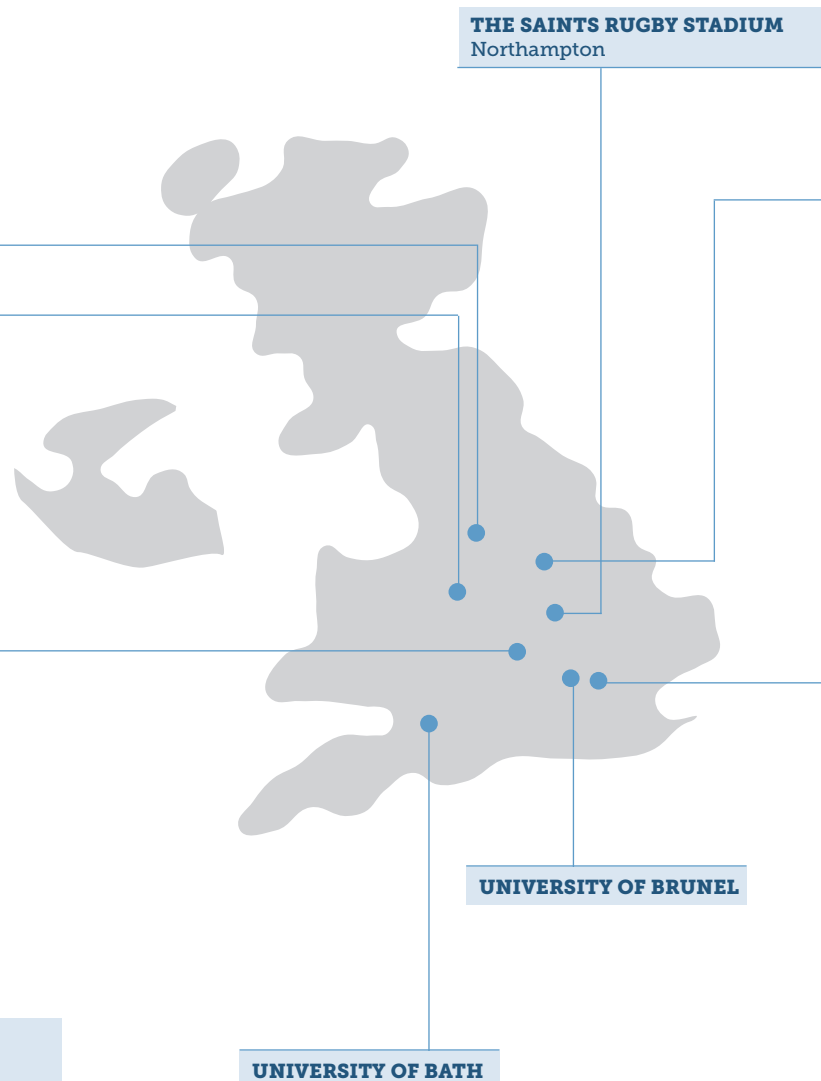 THE SAINTS RUGBY STADIUM
Northampton
UNIVERSITY OF BRUNEL
UNIVERSITY OF BATH